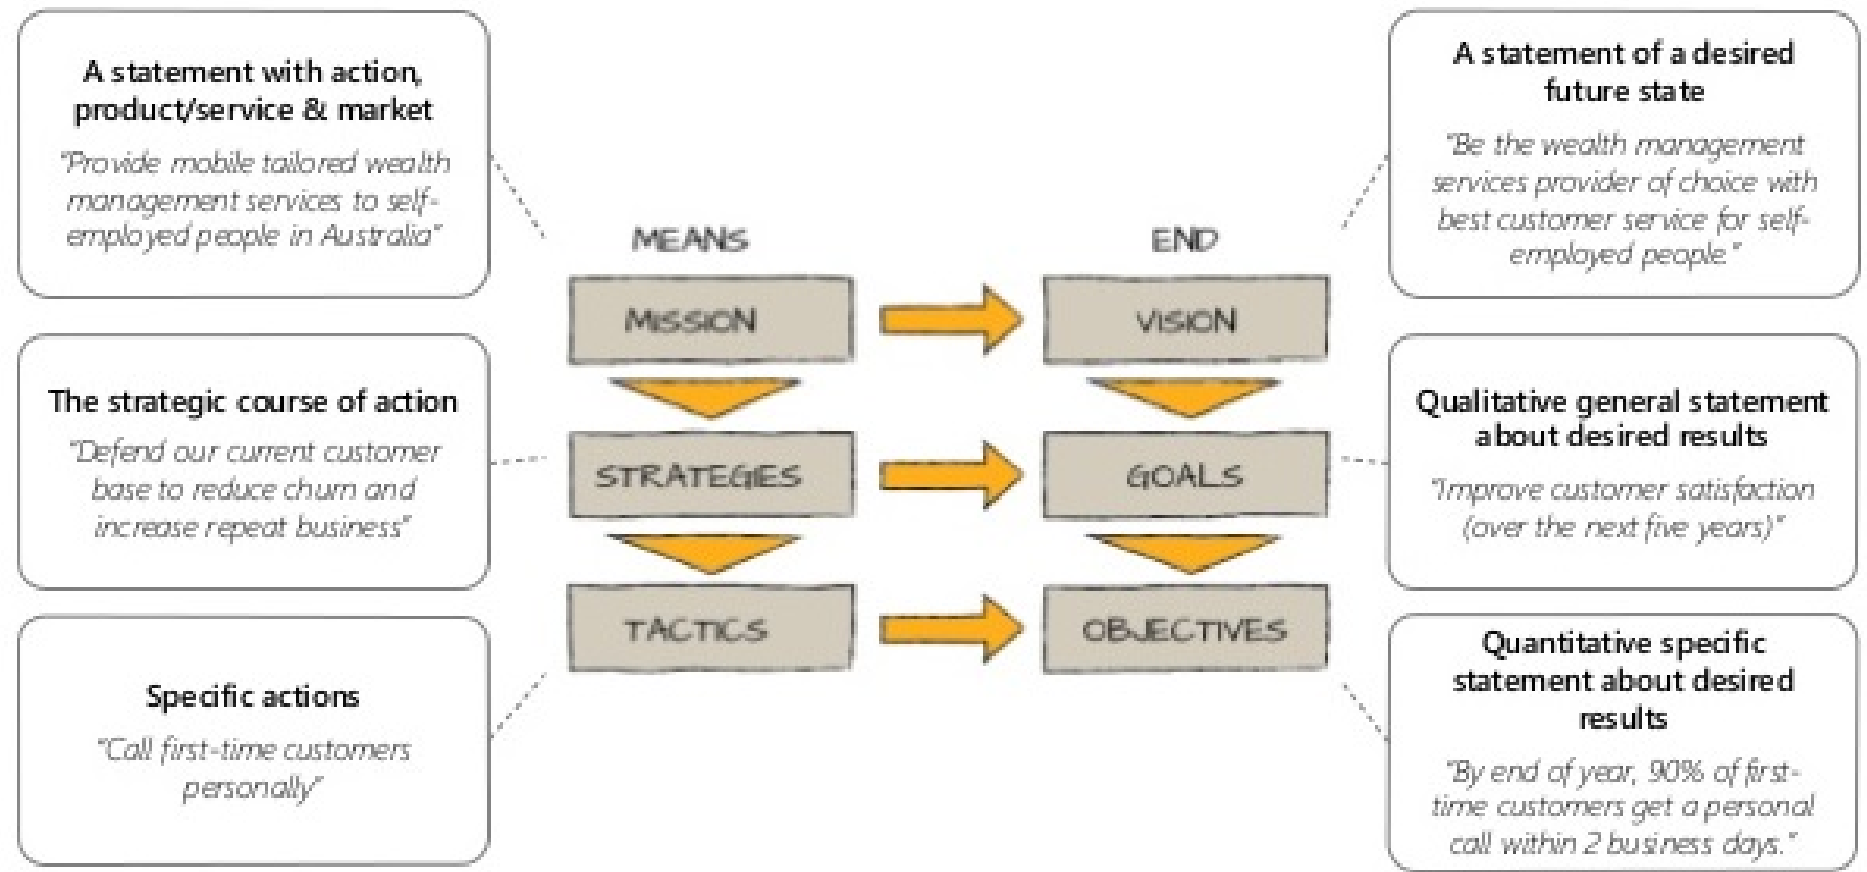 A statement with action,
product/service & market
"Provide mobile tailored wealth
management services to self-
employed people in Australia"
The strategic course of action
"Defend our current customer
base to reduce churn and
increase repeat business"
Specific actions
"Call first-time customers
personally"
MEANS
MISSION
STRATEGIES
TACTICS
END
VISION
GOALS
OBJECTIVES
A statement of a desired
future state
"Be the wealth management
services provider of choice with
best customer service for self-
employed people"
Qualitative general statement
about desired results
"Improve customer satisfaction
(over the next five years)"
Quantitative specific
statement about desired
results
"By end of year, 90% of first-
time customers get a personal
call within 2 business days."